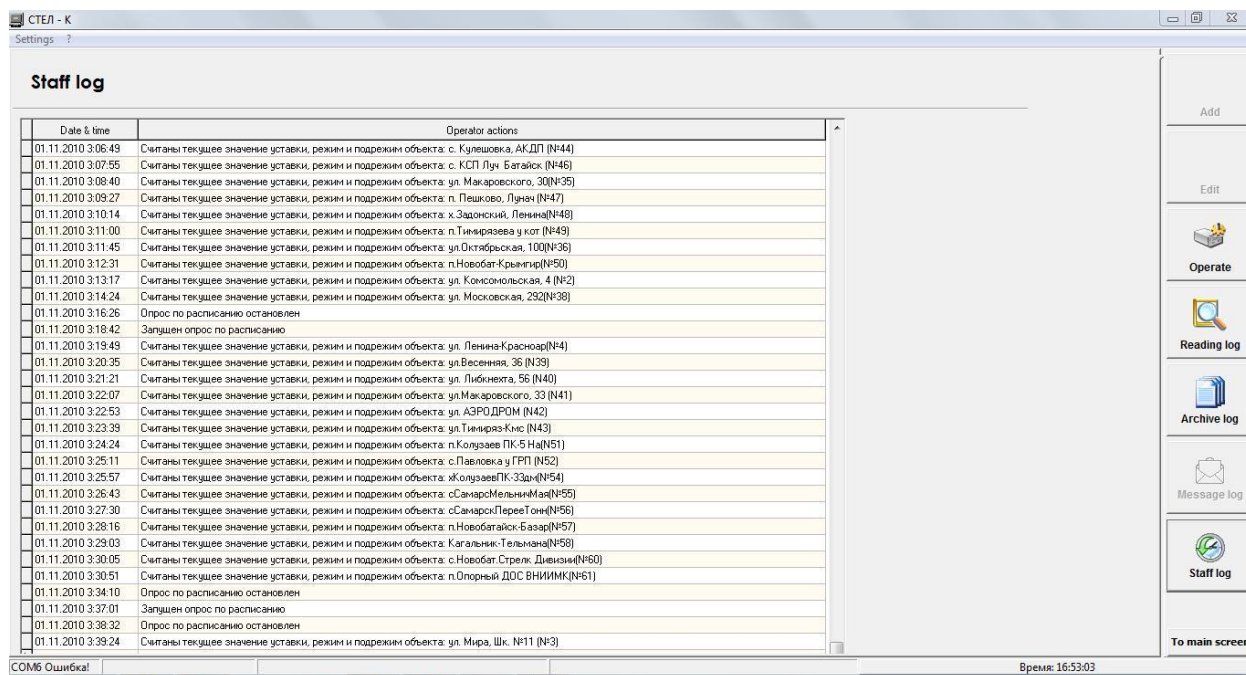 СТЕЛ - К
Settings ?
Staff log
Date & time Operator actions
01.11.2010 3:06:49 Считаны текущее значение уставки, режим и подрежим объекта: с. Кулешовка, АКДП (№44)
01.11.2010 3:07:55 Считаны текущее значение уставки, режим и подрежим объекта: с. КСП Луч Батайск (№46)
01.11.2010 3:08:40 Считаны текущее значение уставки, режим и подрежим объекта: ул. Макаровского, 30(№35)
01.11.2010 3:09:27 Считаны текущее значение уставки, режим и подрежим объекта: п. Пешково, Лунач (№47)
01.11.2010 3:10:14 Считаны текущее значение уставки, режим и подрежим объекта: х.Задонский, Ленина(№48)
01.11.2010 3:11:00 Считаны текущее значение уставки, режим и подрежим объекта: п.Тимирязева у кот (№49)
01.11.2010 3:11:45 Считаны текущее значение уставки, режим и подрежим объекта: ул.Октябрьская, 100(№36)
01.11.2010 3:12:31 Считаны текущее значение уставки, режим и подрежим объекта: п.Новобат-Крымгир(№50)
01.11.2010 3:13:17 Считаны текущее значение уставки, режим и подрежим объекта: ул. Комсомольская, 4 (№2)
01.11.2010 3:14:24 Считаны текущее значение уставки, режим и подрежим объекта: ул. Московская, 292(№38)
01.11.2010 3:16:26 Опрос по расписанию остановлен
01.11.2010 3:18:42 Запущен опрос по расписанию
01.11.2010 3:19:49 Считаны текущее значение уставки, режим и подрежим объекта: ул. Ленина-Красноар(№4)
01.11.2010 3:20:35 Считаны текущее значение уставки, режим и подрежим объекта: ул.Весенняя, 36 (N39)
01.11.2010 3:21:21 Считаны текущее значение уставки, режим и подрежим объекта: ул. Либкнехта, 56 (N40)
01.11.2010 3:22:07 Считаны текущее значение уставки, режим и подрежим объекта: ул.Макаровского, 33 (N41)
01.11.2010 3:22:53 Считаны текущее значение уставки, режим и подрежим объекта: ул. АЭРОДРОМ (N42)
01.11.2010 3:23:39 Считаны текущее значение уставки, режим и подрежим объекта: ул.Тимиряз-Кмс (N43)
01.11.2010 3:24:24 Считаны текущее значение уставки, режим и подрежим объекта: п.Колузаев ПК-5 На(N51)
01.11.2010 3:25:11 Считаны текущее значение уставки, режим и подрежим объекта: с.Павловка у ГРП (N52)
01.11.2010 3:25:57 Считаны текущее значение уставки, режим и подрежим объекта: хКолузаевПК-33дм(№54)
01.11.2010 3:26:43 Считаны текущее значение уставки, режим и подрежим объекта: сСамарсМельничМая(№55)
01.11.2010 3:27:30 Считаны текущее значение уставки, режим и подрежим объекта: сСамарскПерееТонн(№56)
01.11.2010 3:28:16 Считаны текущее значение уставки, режим и подрежим объекта: п.Новобатайск-Базар(№57)
01.11.2010 3:29:03 Считаны текущее значение уставки, режим и подрежим объекта: Кагальник-Тельмана(№58)
01.11.2010 3:30:05 Считаны текущее значение уставки, режим и подрежим объекта: с.Новобат.Стрелк Дивизии(№60)
01.11.2010 3:30:51 Считаны текущее значение уставки, режим и подрежим объекта: п.Опорный ДОС ВНИИМК(№61)
01.11.2010 3:34:10 Опрос по расписанию остановлен
01.11.2010 3:37:01 Запущен опрос по расписанию
01.11.2010 3:38:32 Опрос по расписанию остановлен
01.11.2010 3:39:24 Считаны текущее значение уставки, режим и подрежим объекта: ул. Мира, Шк. №11 (№3)
Add
Edit
Operate
Reading log
Archive log
Message log
Staff log
To main screen
COM6 Ошибка! Время: 16:53:03